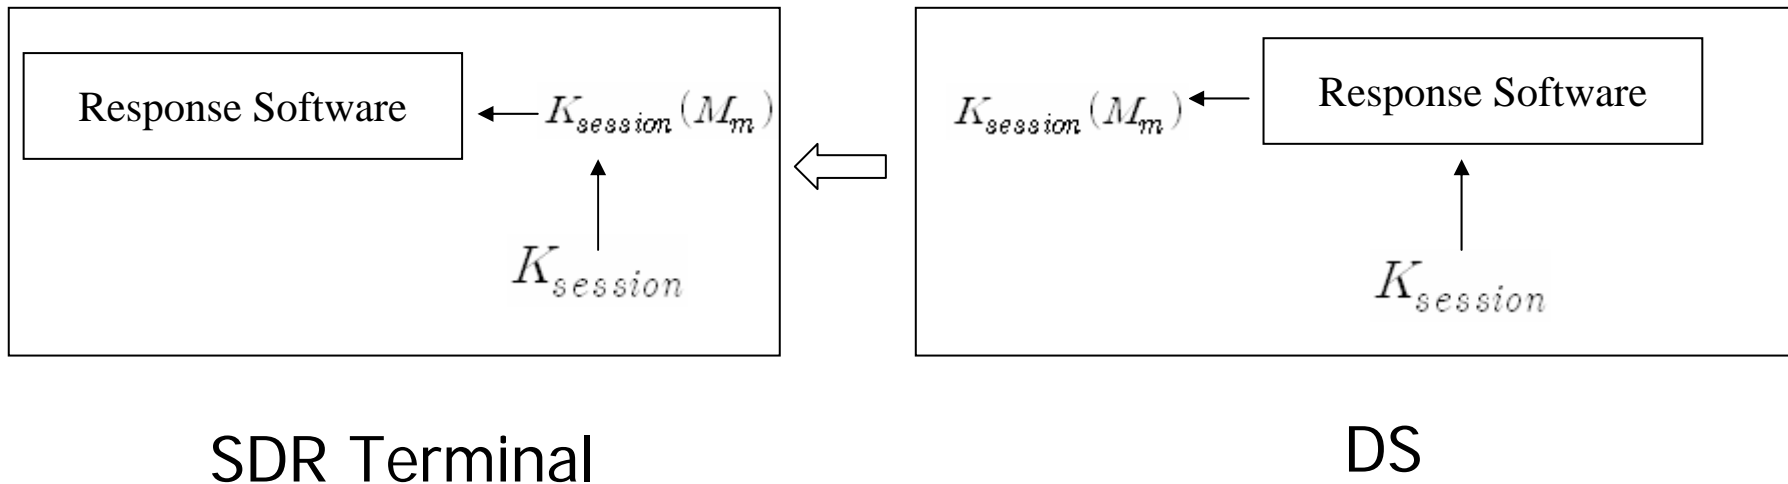 Response Software
K_session(M_m)
K_session
SDR Terminal
K_session(M_m)
Response Software
K_session
DS